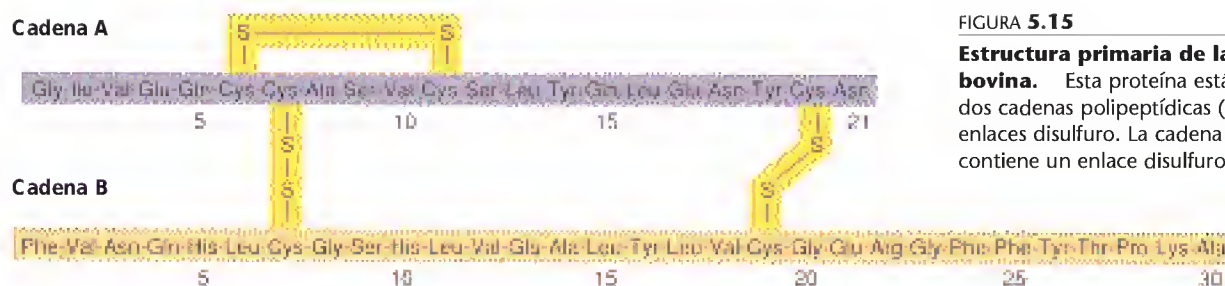 Cadena A
S S
Gly-Ile-Val-Glu-Gln-Cys-Cys-Ala-Ser-Val-Cys-Ser-Leu-Tyr-Gln-Leu-Glu-Asn-Tyr-Cys-Asn
5 10 15 21
S S
S S
Cadena B
Phe-Val-Asn-Gln-His-Leu-Cys-Gly-Ser-His-Leu-Val-Glu-Ala-Leu-Tyr-Leu-Val-Cys-Gly-Glu-Arg-Gly-Phe-Phe-Tyr-Thr-Pro-Lys-Ala
5 10 15 20 25 30
FIGURA 5.15
Estructura primaria de la
bovina. Esta proteína está
dos cadenas polipeptídicas (
enlaces disulfuro. La cadena
contiene un enlace disulfuro